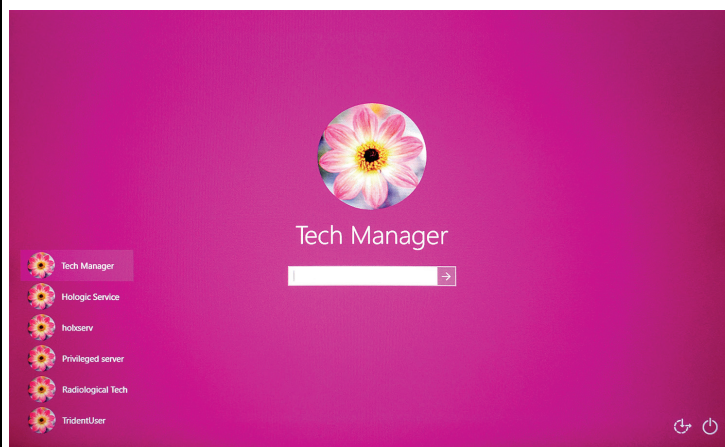 Tech Manager
Tech Manager
Hologic Service
holxserv
Privileged server
Radiological Tech
TridentUser